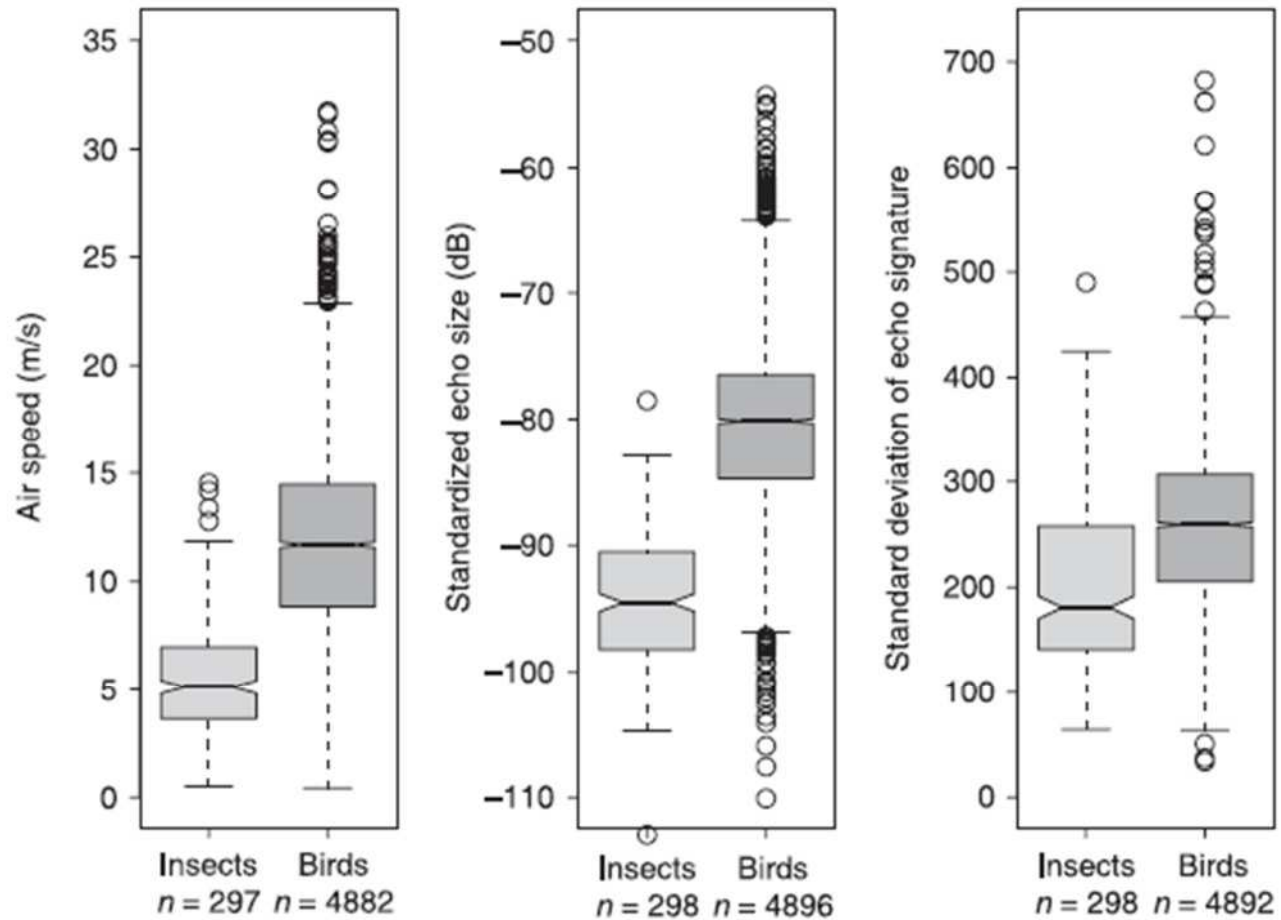 Air speed (m/s)
35
30
25
20
15
10
5
0
Insects Birds
n = 297 n = 4882
Standardized echo size (dB)
–50
–60
–70
–80
–90
–100
–110
Insects Birds
n = 298 n = 4896
Standard deviation of echo signature
700
600
500
400
300
200
100
0
Insects Birds
n = 298 n = 4892